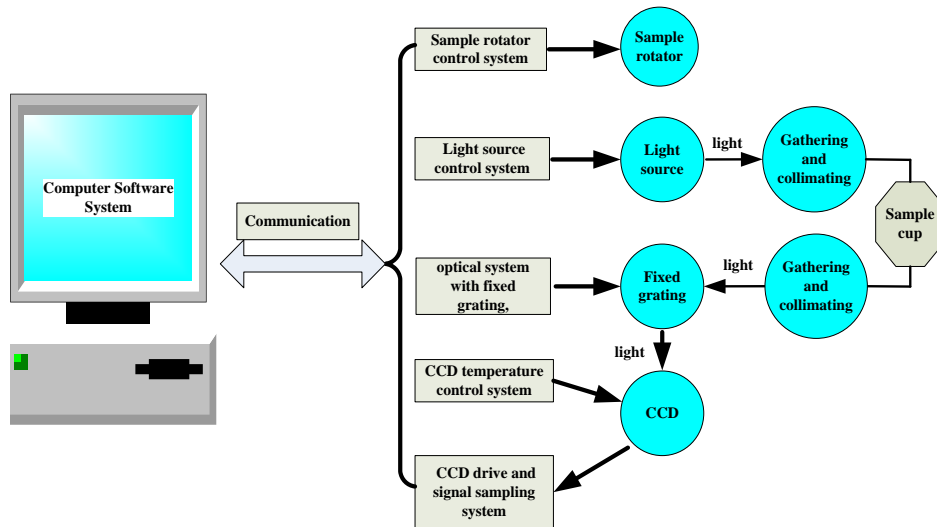 Computer Software
System
Communication
Sample rotator
control system
Sample
rotator
Light source
control system
Light
source
light
Gathering
and
collimating
Sample
cup
optical system
with fixed
grating,
Fixed
grating
light
Gathering
and
collimating
light
CCD temperature
control system
CCD
CCD drive and
signal sampling
system